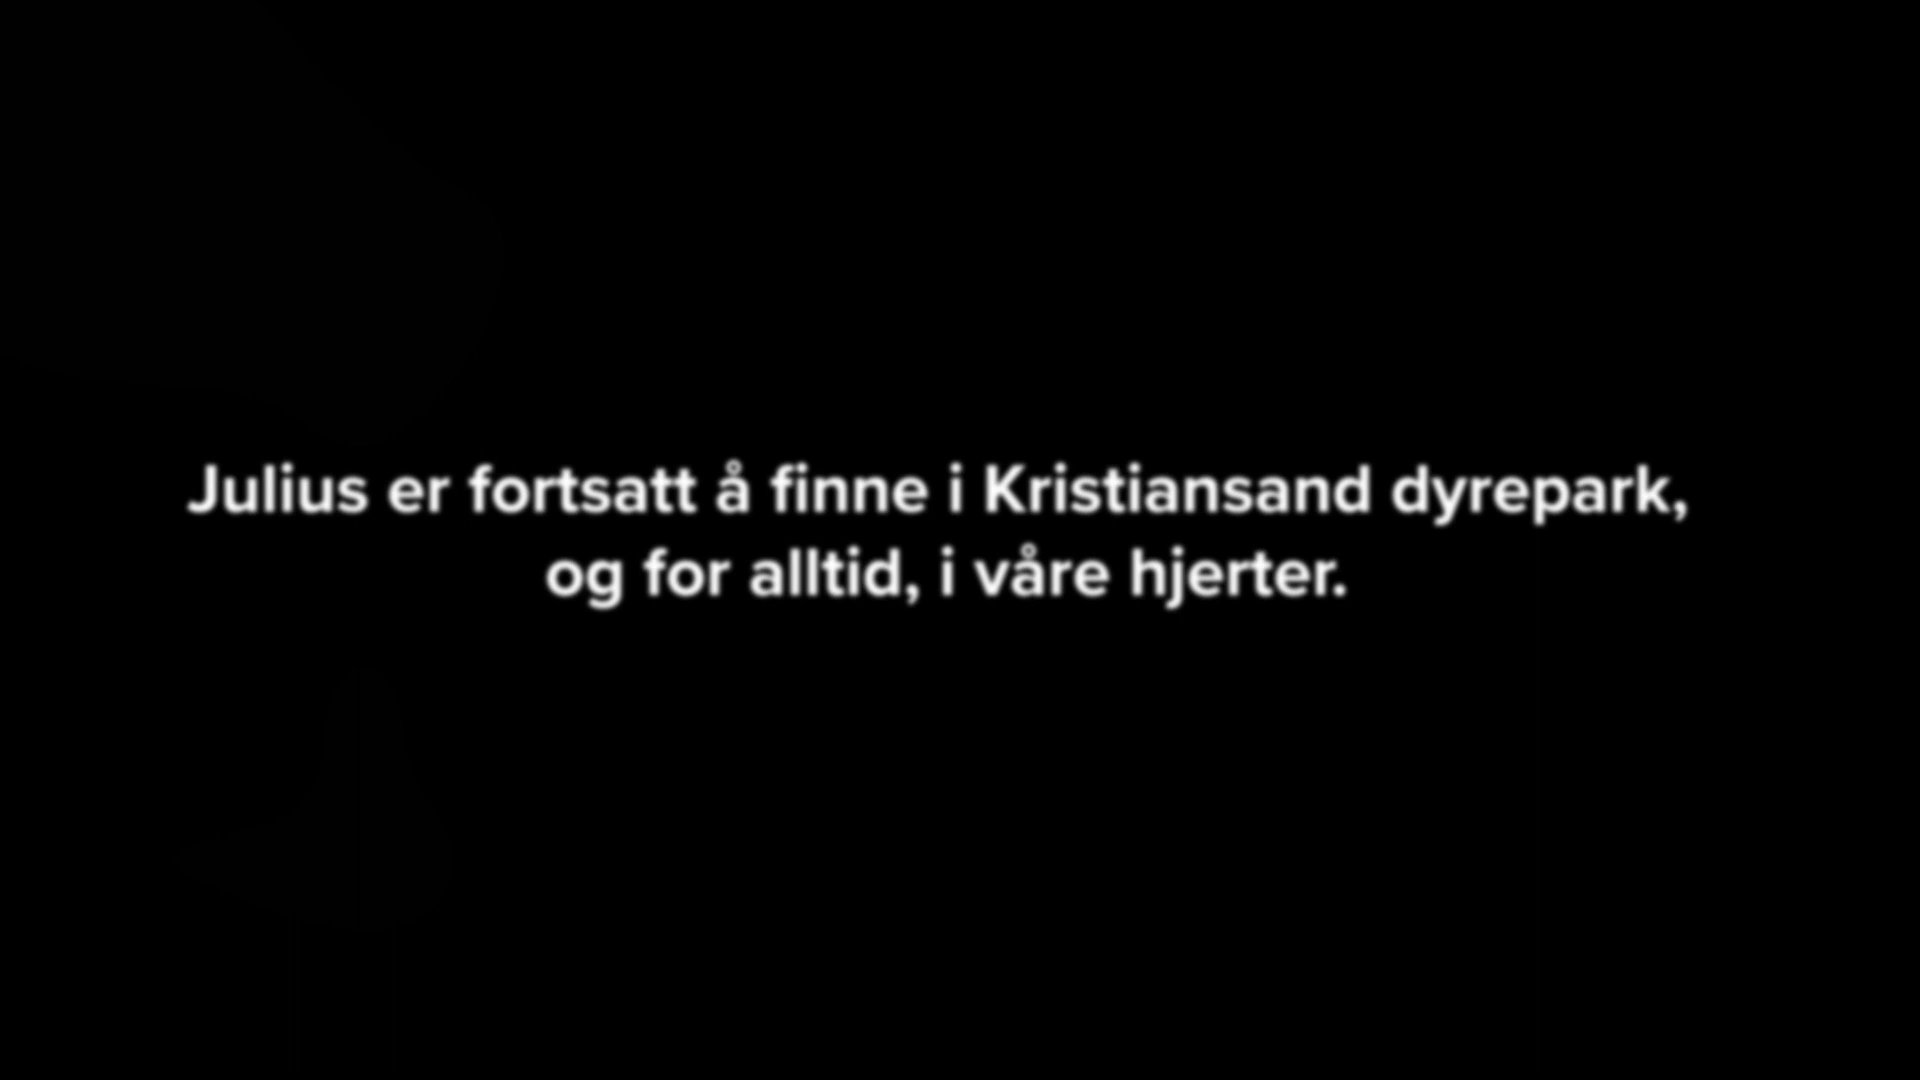 Julius er fortsatt å finne i Kristiansand dyrepark,
og for alltid, i våre hjerter.